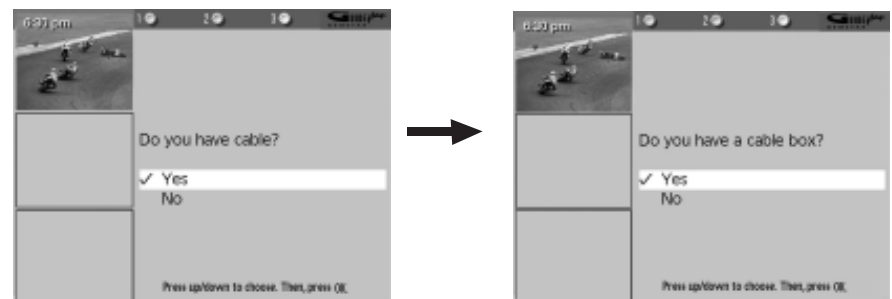 6:30 pm
1
2
3
Do you have cable?
✓ Yes
No
Press up/down to choose. Then, press OK.
6:30 pm
1
2
3
Do you have a cable box?
✓ Yes
No
Press up/down to choose. Then, press OK.